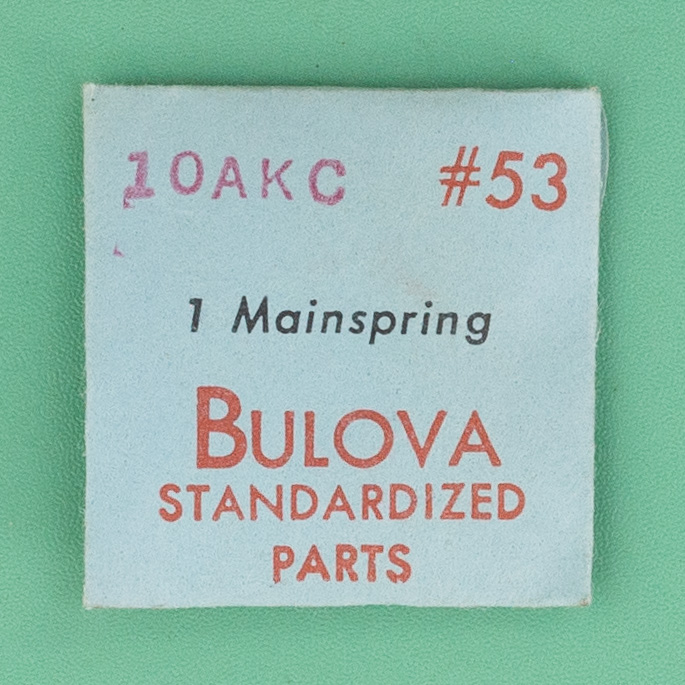 10AKC #53
1 Mainspring
BULOVA
STANDARDIZED
PARTS